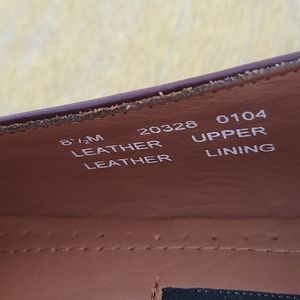 8½M 20328 0104
LEATHER UPPER
LEATHER LINING